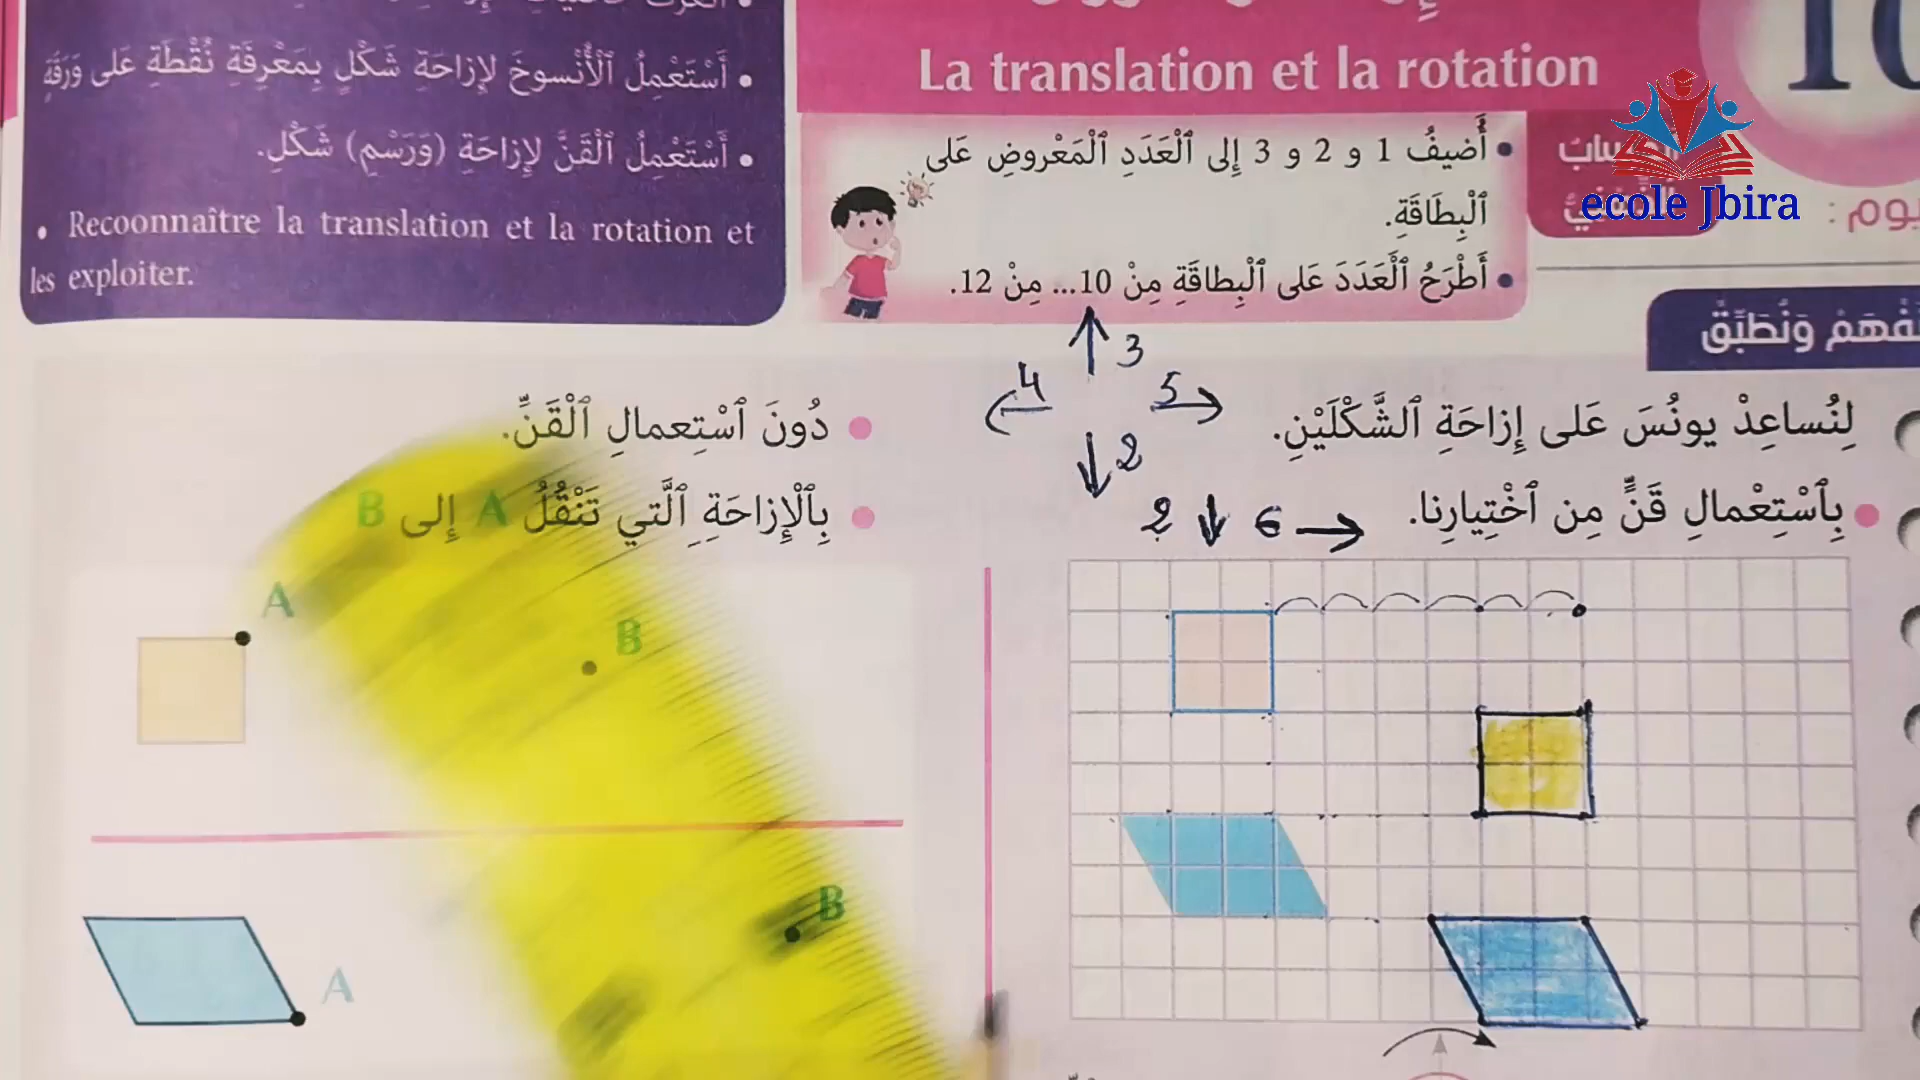 La translation et la rotation
• أَسْتَعْمِلُ ٱلْأَنْسوخَ لِإِزاحَةِ شَكْلٍ بِمَعْرِفَةِ نُقْطَةٍ عَلى وَرَقَةٍ
• أَسْتَعْمِلُ ٱلْقَنَّ لِإِزاحَةِ (وَرَسْمِ) شَكْلٍ.
• Recoonnaître la translation et la rotation et
les exploiter.
• أُضيفُ 1 و 2 و 3 إِلى ٱلْعَدَدِ ٱلْمَعْروضِ عَلى
ٱلْبِطَاقَةِ.
• أَطْرَحُ ٱلْعَدَدَ عَلى ٱلْبِطاقَةِ مِنْ 10... مِنْ 12.
ecole Jbira
يوم :
نَفْهَمُ وَنُطَبِّقُ
لِنُساعِدْ يونُسَ عَلى إِزاحَةِ ٱلشَّكْلَيْنِ.
• بِٱسْتِعْمالِ قَنٍّ مِن ٱخْتِيارِنا.
↑ 3
4 ←
5 →
↓ 2
2 ↓ 6 →
• دُونَ ٱسْتِعمالِ ٱلْقَنِّ.
• بِٱلْإِزاحَةِ ٱلَّتي تَنْقُلُ A إِلى B
A
B
B
A